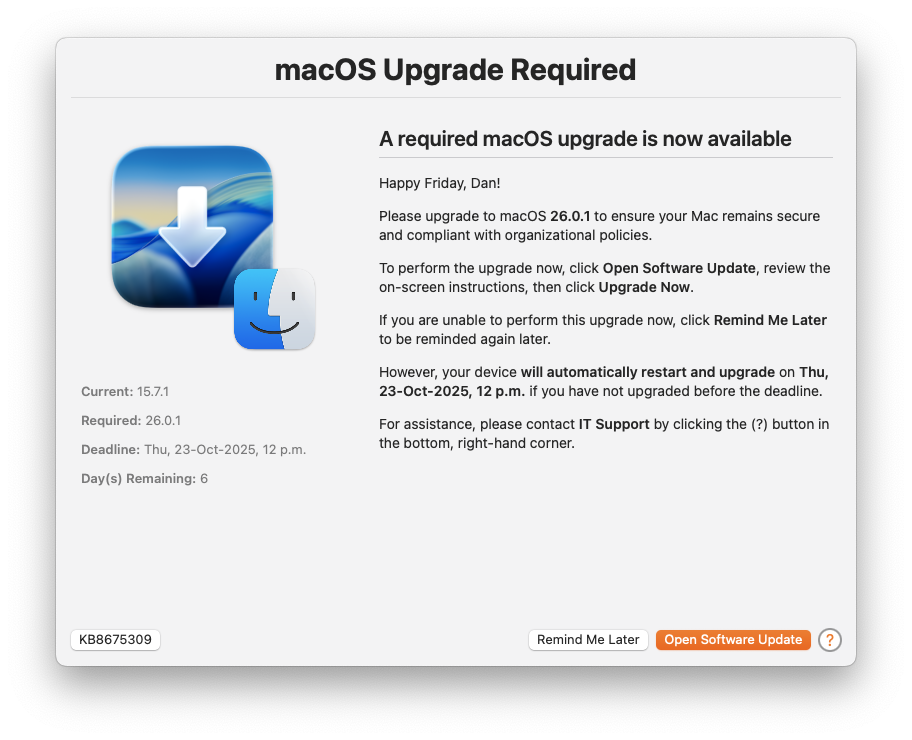 macOS Upgrade Required
A required macOS upgrade is now available
Happy Friday, Dan!
Please upgrade to macOS 26.0.1 to ensure your Mac remains secure
and compliant with organizational policies.
To perform the upgrade now, click Open Software Update, review the
on-screen instructions, then click Upgrade Now.
If you are unable to perform this upgrade now, click Remind Me Later
to be reminded again later.
However, your device will automatically restart and upgrade on Thu,
23-Oct-2025, 12 p.m. if you have not upgraded before the deadline.
For assistance, please contact IT Support by clicking the (?) button in
the bottom, right-hand corner.
Current: 15.7.1
Required: 26.0.1
Deadline: Thu, 23-Oct-2025, 12 p.m.
Day(s) Remaining: 6
KB8675309
Remind Me Later
Open Software Update
?